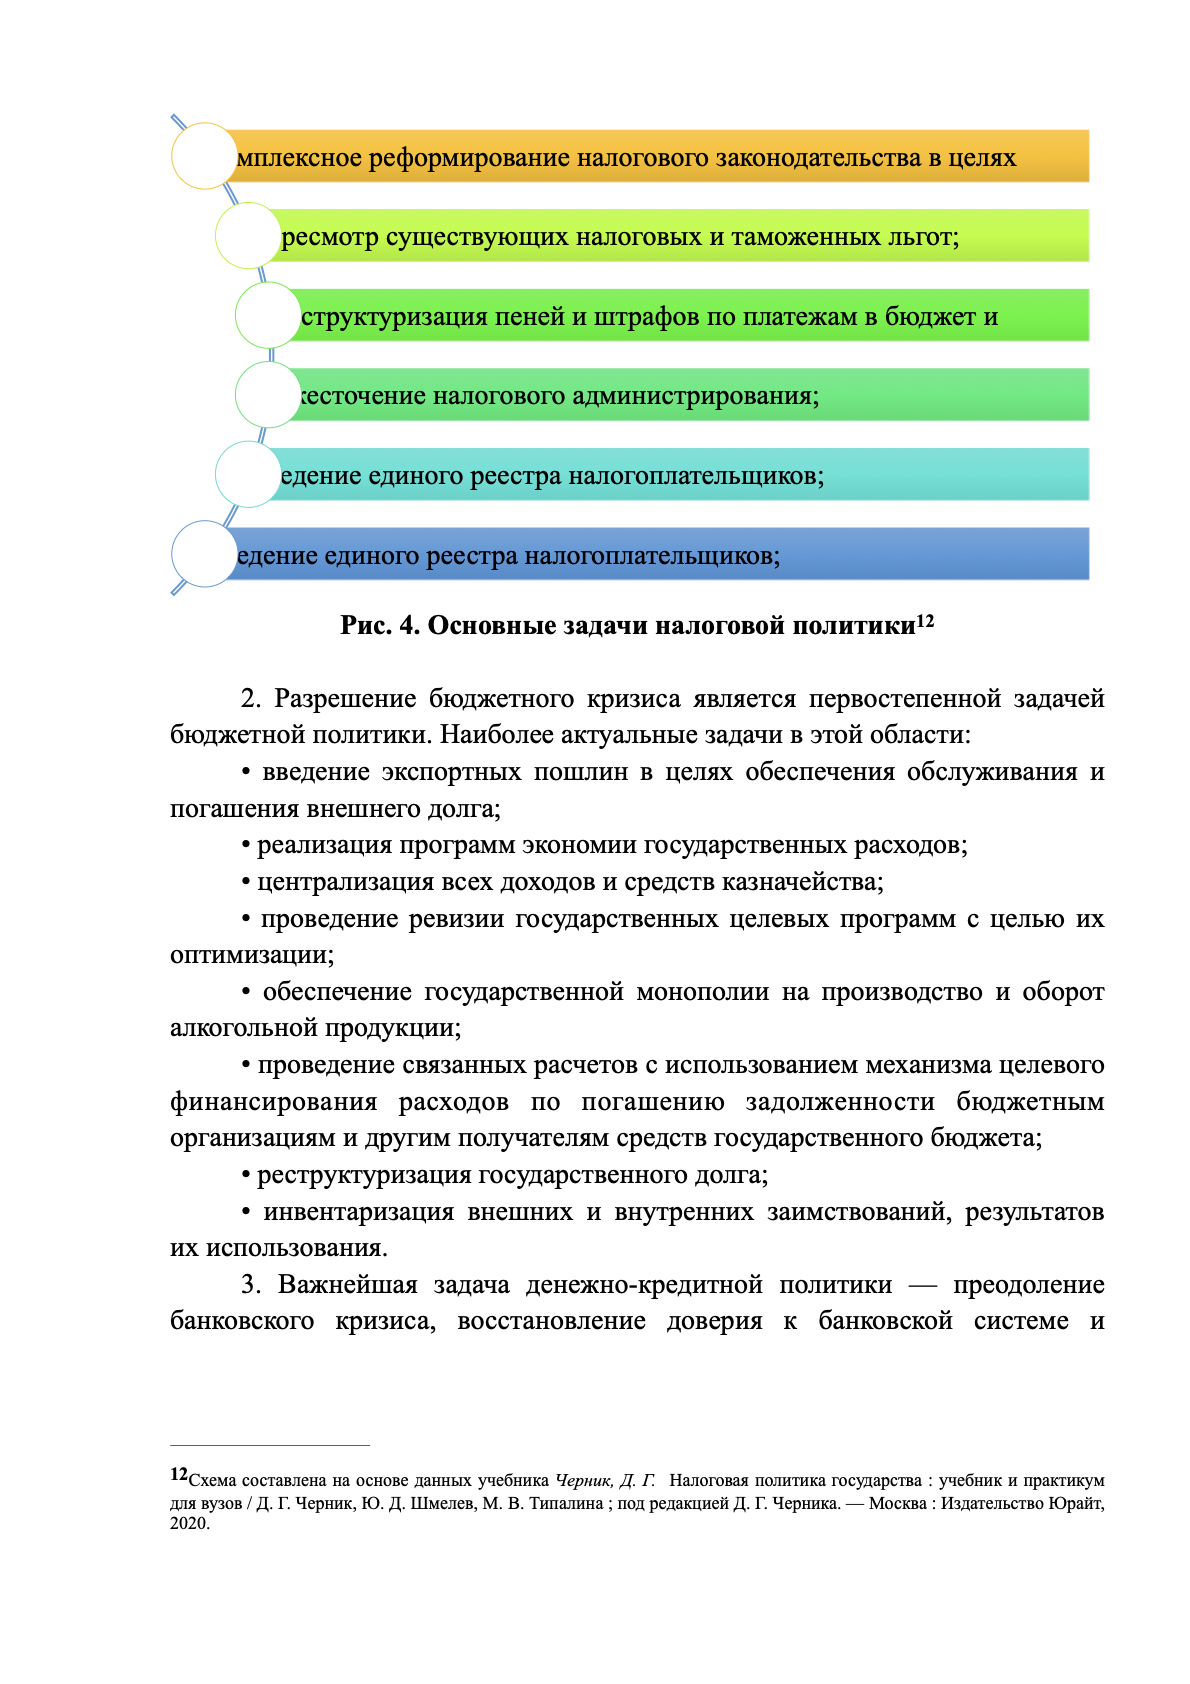 мплексное реформирование налогового законодательства в целях
ресмотр существующих налоговых и таможенных льгот;
структуризация пеней и штрафов по платежам в бюджет и
жесточение налогового администрирования;
едение единого реестра налогоплательщиков;
едение единого реестра налогоплательщиков;
Рис. 4. Основные задачи налоговой политики12
2. Разрешение бюджетного кризиса является первостепенной задачей
бюджетной политики. Наиболее актуальные задачи в этой области:
• введение экспортных пошлин в целях обеспечения обслуживания и
погашения внешнего долга;
• реализация программ экономии государственных расходов;
• централизация всех доходов и средств казначейства;
• проведение ревизии государственных целевых программ с целью их
оптимизации;
• обеспечение государственной монополии на производство и оборот
алкогольной продукции;
• проведение связанных расчетов с использованием механизма целевого
финансирования расходов по погашению задолженности бюджетным
организациям и другим получателям средств государственного бюджета;
• реструктуризация государственного долга;
• инвентаризация внешних и внутренних заимствований, результатов
их использования.
3. Важнейшая задача денежно-кредитной политики — преодоление
банковского кризиса, восстановление доверия к банковской системе и
12Схема составлена на основе данных учебника Черник, Д. Г. Налоговая политика государства : учебник и практикум
для вузов / Д. Г. Черник, Ю. Д. Шмелев, М. В. Типалина ; под редакцией Д. Г. Черника. — Москва : Издательство Юрайт,
2020.